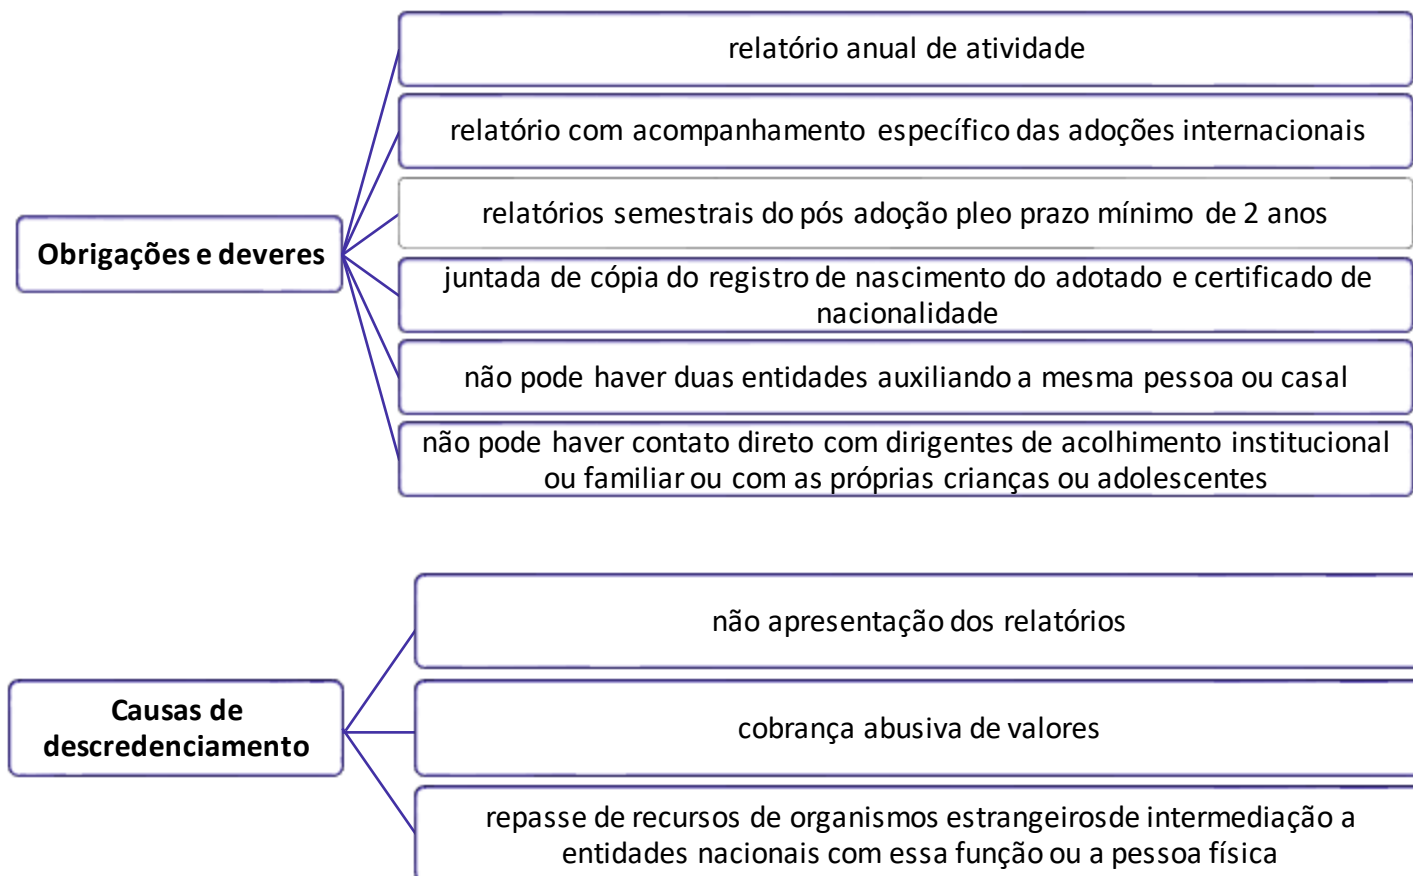 relatório anual de atividade
relatório com acompanhamento específico das adoções internacionais
relatórios semestrais do pós adoção pleo prazo mínimo de 2 anos
Obrigações e deveres
juntada de cópia do registro de nascimento do adotado e certificado de
nacionalidade
não pode haver duas entidades auxiliando a mesma pessoa ou casal
não pode haver contato direto com dirigentes de acolhimento institucional
ou familiar ou com as próprias crianças ou adolescentes
não apresentação dos relatórios
Causas de
descredenciamento
cobrança abusiva de valores
repasse de recursos de organismos estrangeirosde intermediação a
entidades nacionais com essa função ou a pessoa física